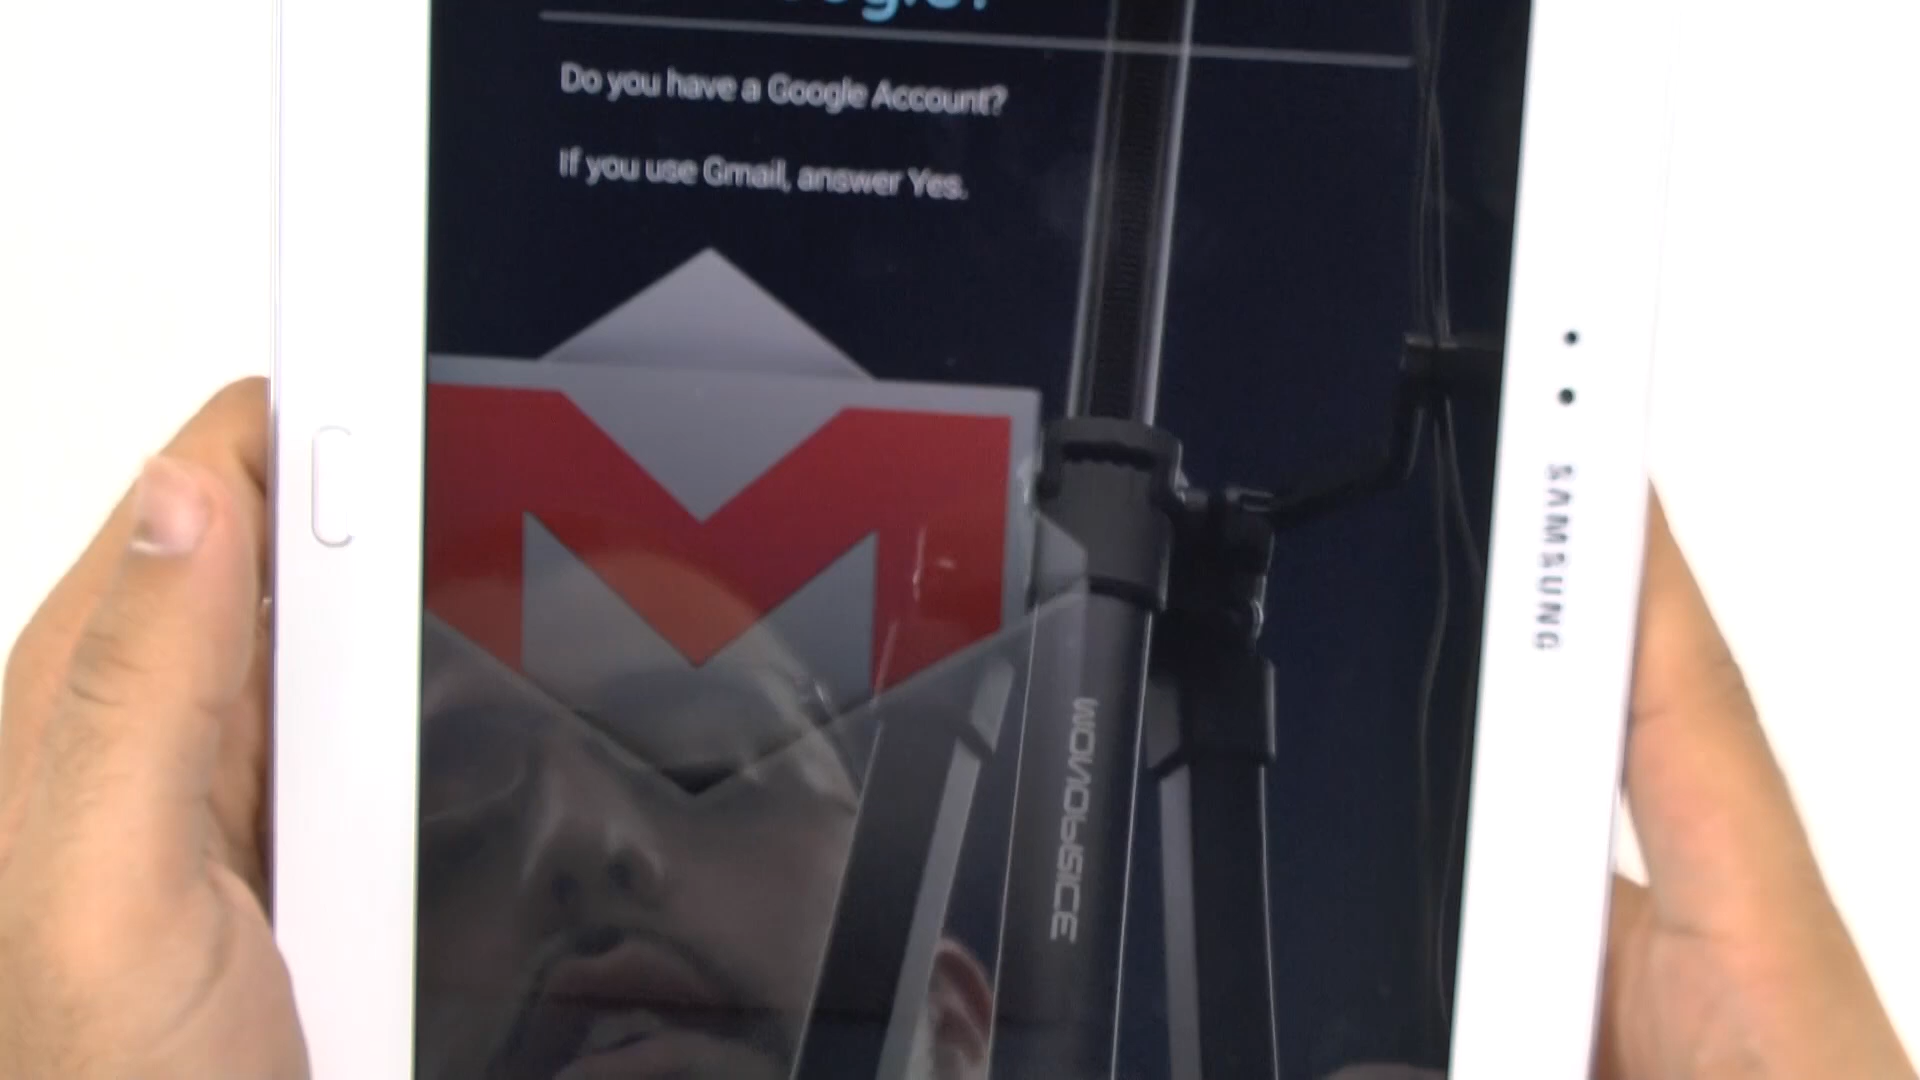 Do you have a Google Account?
If you use Gmail, answer Yes.
SAMSUNG